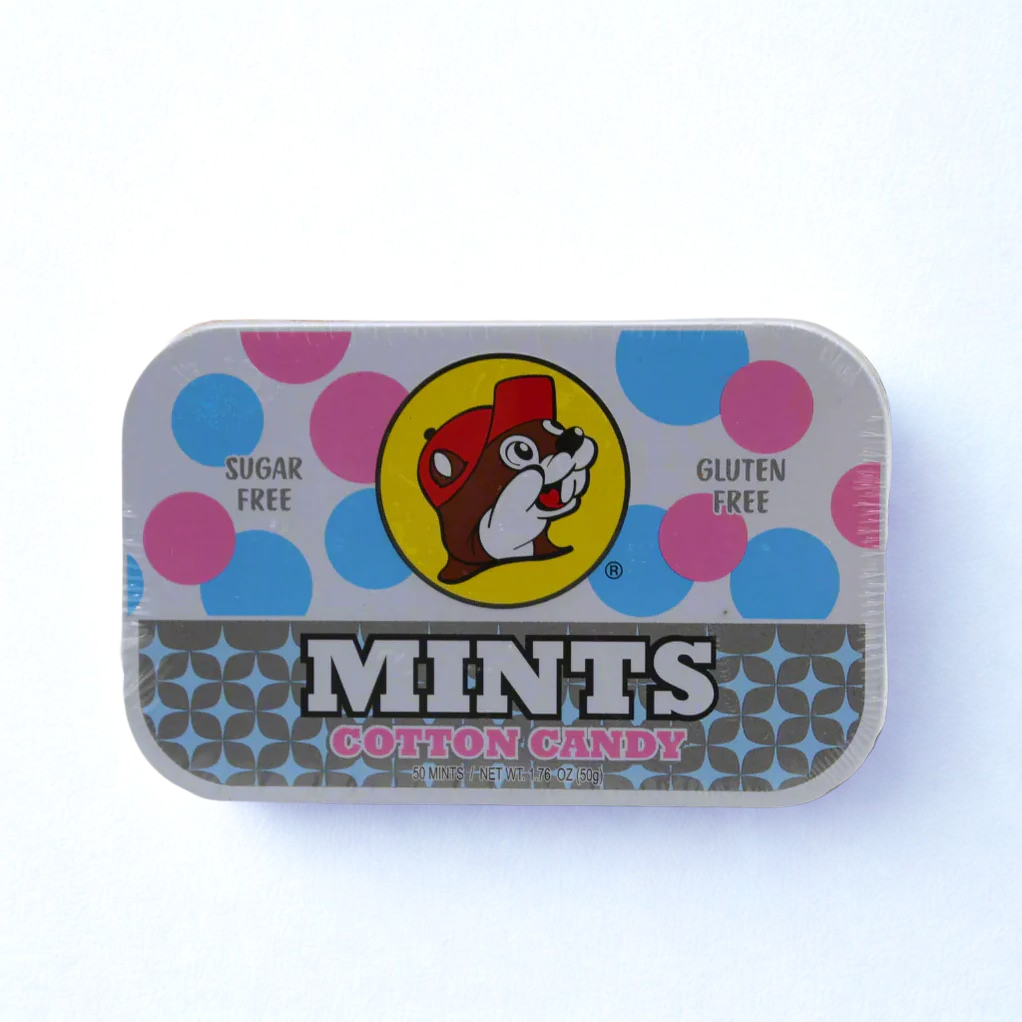 SUGAR
FREE
GLUTEN
FREE
®
MINTS
COTTON CANDY
50 MINTS / NET WT. 1.76 OZ (50g)